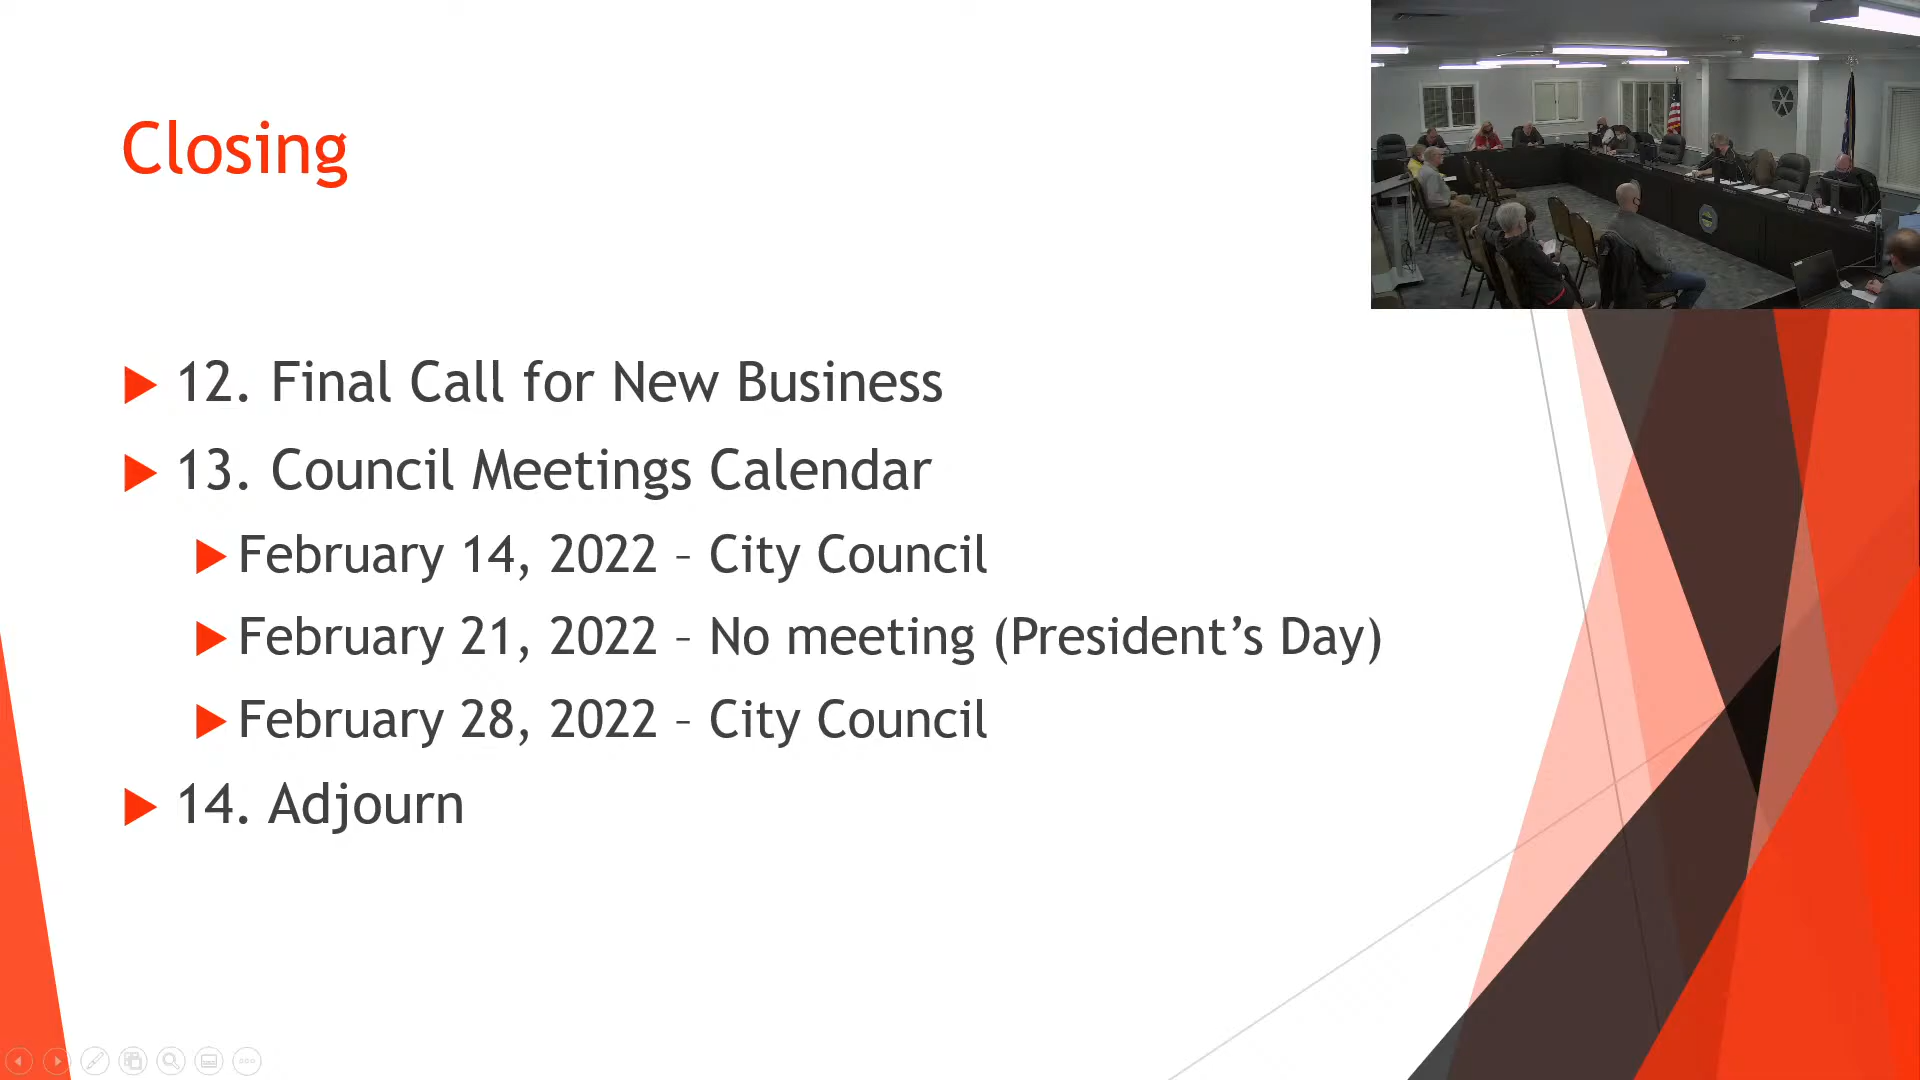 Closing
12. Final Call for New Business
13. Council Meetings Calendar
February 14, 2022 – City Council
February 21, 2022 – No meeting (President’s Day)
February 28, 2022 – City Council
14. Adjourn